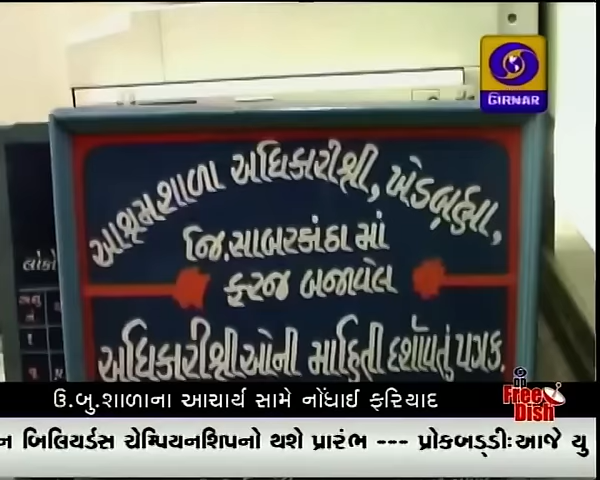 GIRNAR
આશ્રમશાળા અધિકારીશ્રી, ખેડબ્રહ્મા,
જિ.સાબરકાંઠા માં
ફરજ બજાવેલ
અધિકારીશ્રીઓની માહિતી દર્શાવતું પત્રક.
લોકો
ઉ.બુ.શાળાના આચાર્ય સામે નોંધાઈ ફરિયાદ
Free
Dish
ન બિલિયર્ડસ ચેમ્પિયનશિપનો થશે પ્રારંભ --- પ્રોકબડ્ડીઃઆજે યુ